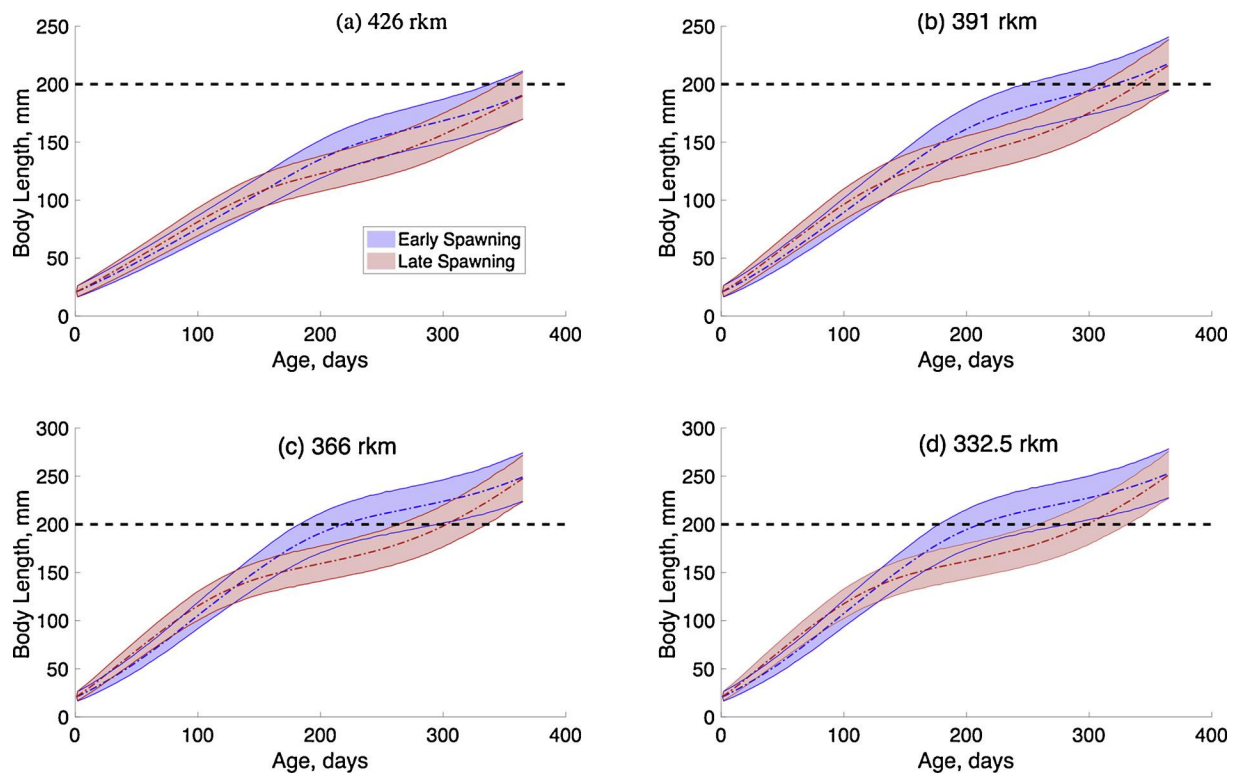 (a) 426 rkm
250
200
150
100
50
0
Body Length, mm
Early Spawning
Late Spawning
0 100 200 300 400
Age, days
(b) 391 rkm
250
200
150
100
50
0
Body Length, mm
0 100 200 300 400
Age, days
(c) 366 rkm
300
250
200
150
100
50
0
Body Length, mm
0 100 200 300 400
Age, days
(d) 332.5 rkm
300
250
200
150
100
50
0
Body Length, mm
0 100 200 300 400
Age, days